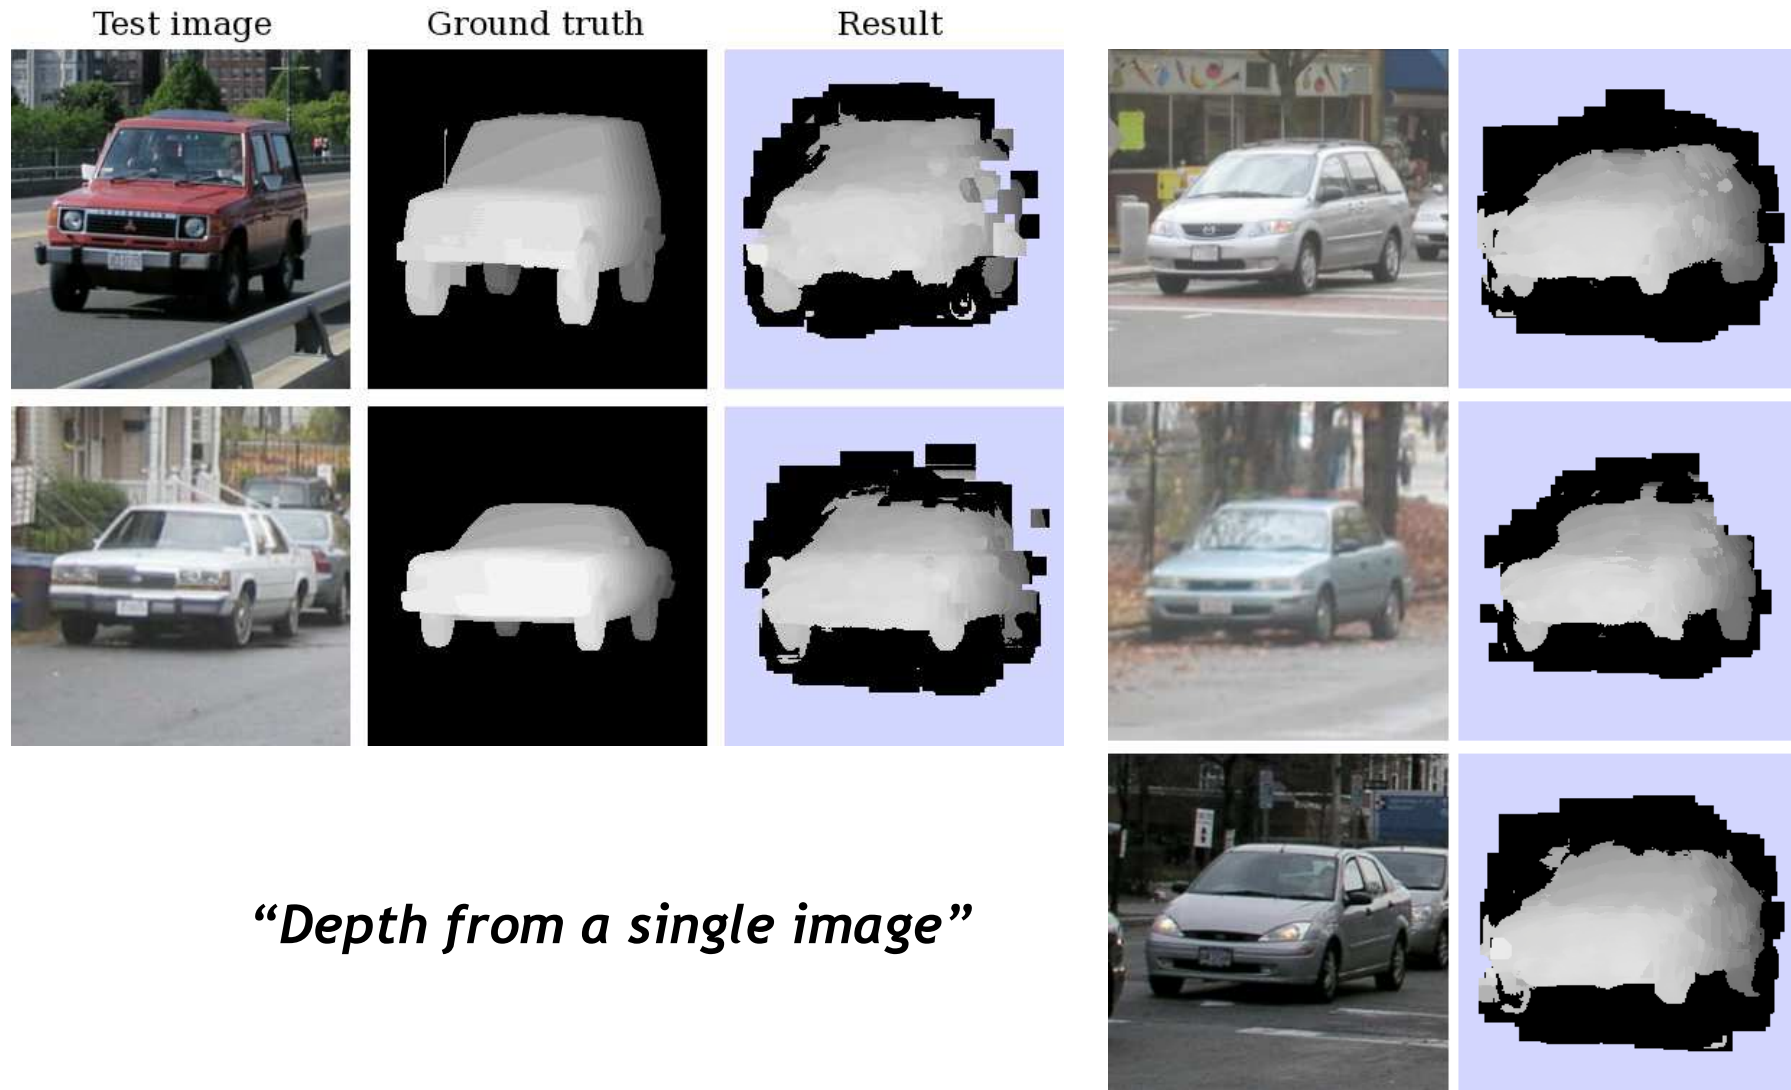 Test image
Ground truth
Result
“Depth from a single image”